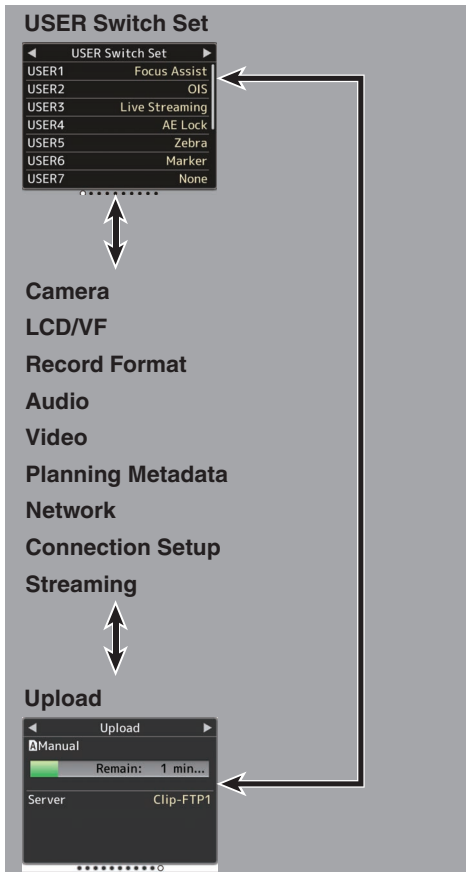 USER Switch Set
◀ USER Switch Set ▶
USER1 Focus Assist
USER2 OIS
USER3 Live Streaming
USER4 AE Lock
USER5 Zebra
USER6 Marker
USER7 None
Camera
LCD/VF
Record Format
Audio
Video
Planning Metadata
Network
Connection Setup
Streaming
Upload
◀ Upload ▶
A Manual
Remain: 1 min...
Server Clip-FTP1